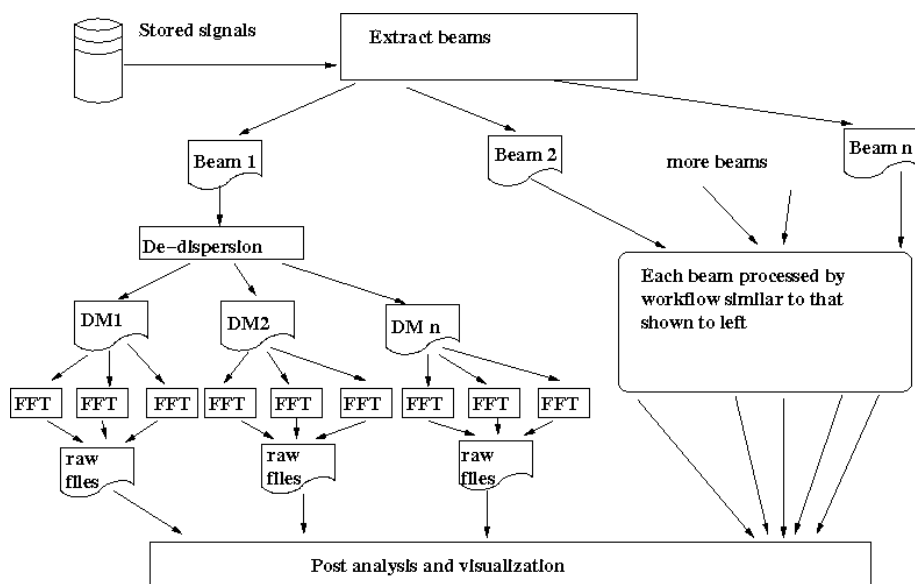 Stored signals
Extract beams
Beam 1
Beam 2
more beams
Beam n
De-dispersion
Each beam processed by
workflow similar to that
shown to left
DM1
DM2
DM n
FFT
FFT
FFT
FFT
FFT
FFT
FFT
FFT
FFT
raw
files
raw
files
raw
files
Post analysis and visualization